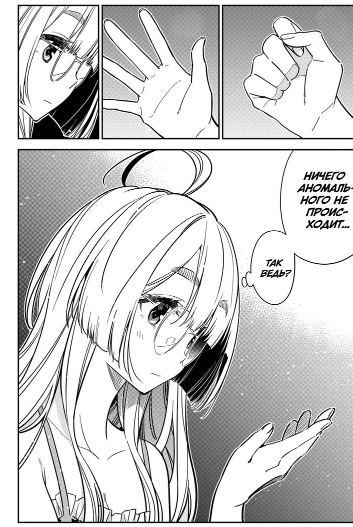 НИЧЕГО
АНОМАЛЬ-
НОГО НЕ
ПРОИС-
ХОДИТ...
ТАК
ВЕДЬ?